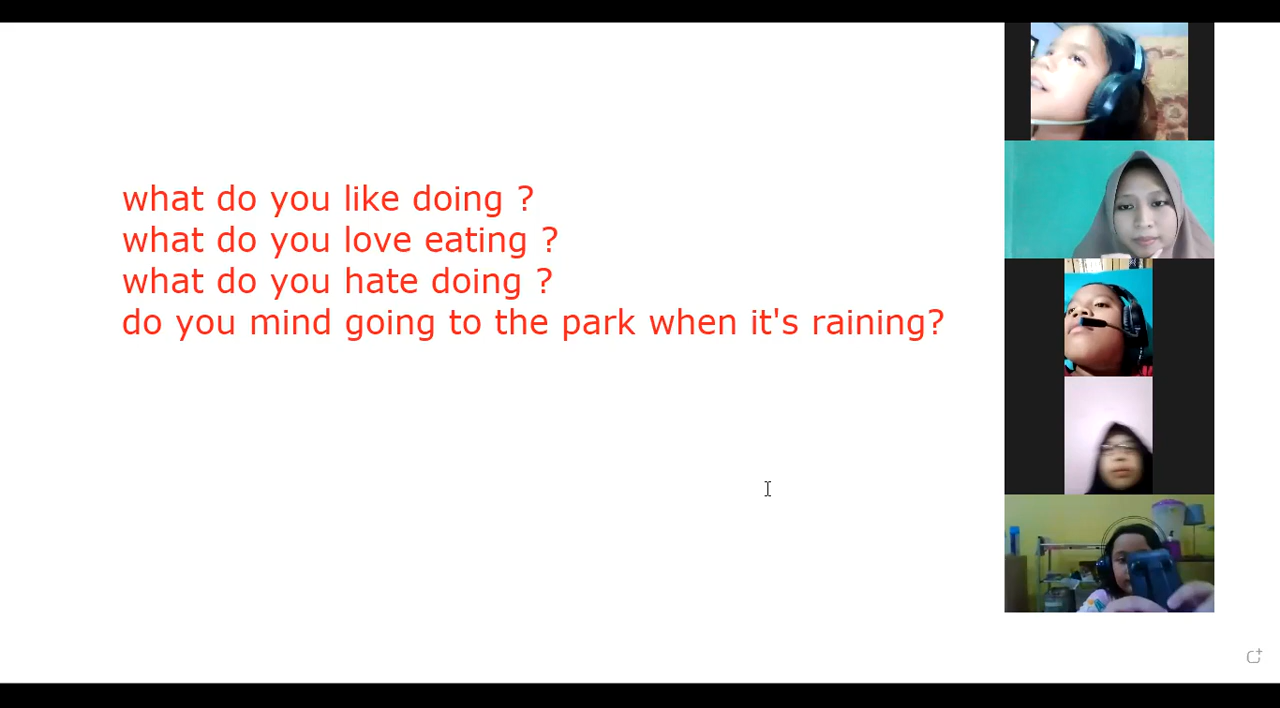 what do you like doing ?
what do you love eating ?
what do you hate doing ?
do you mind going to the park when it's raining?